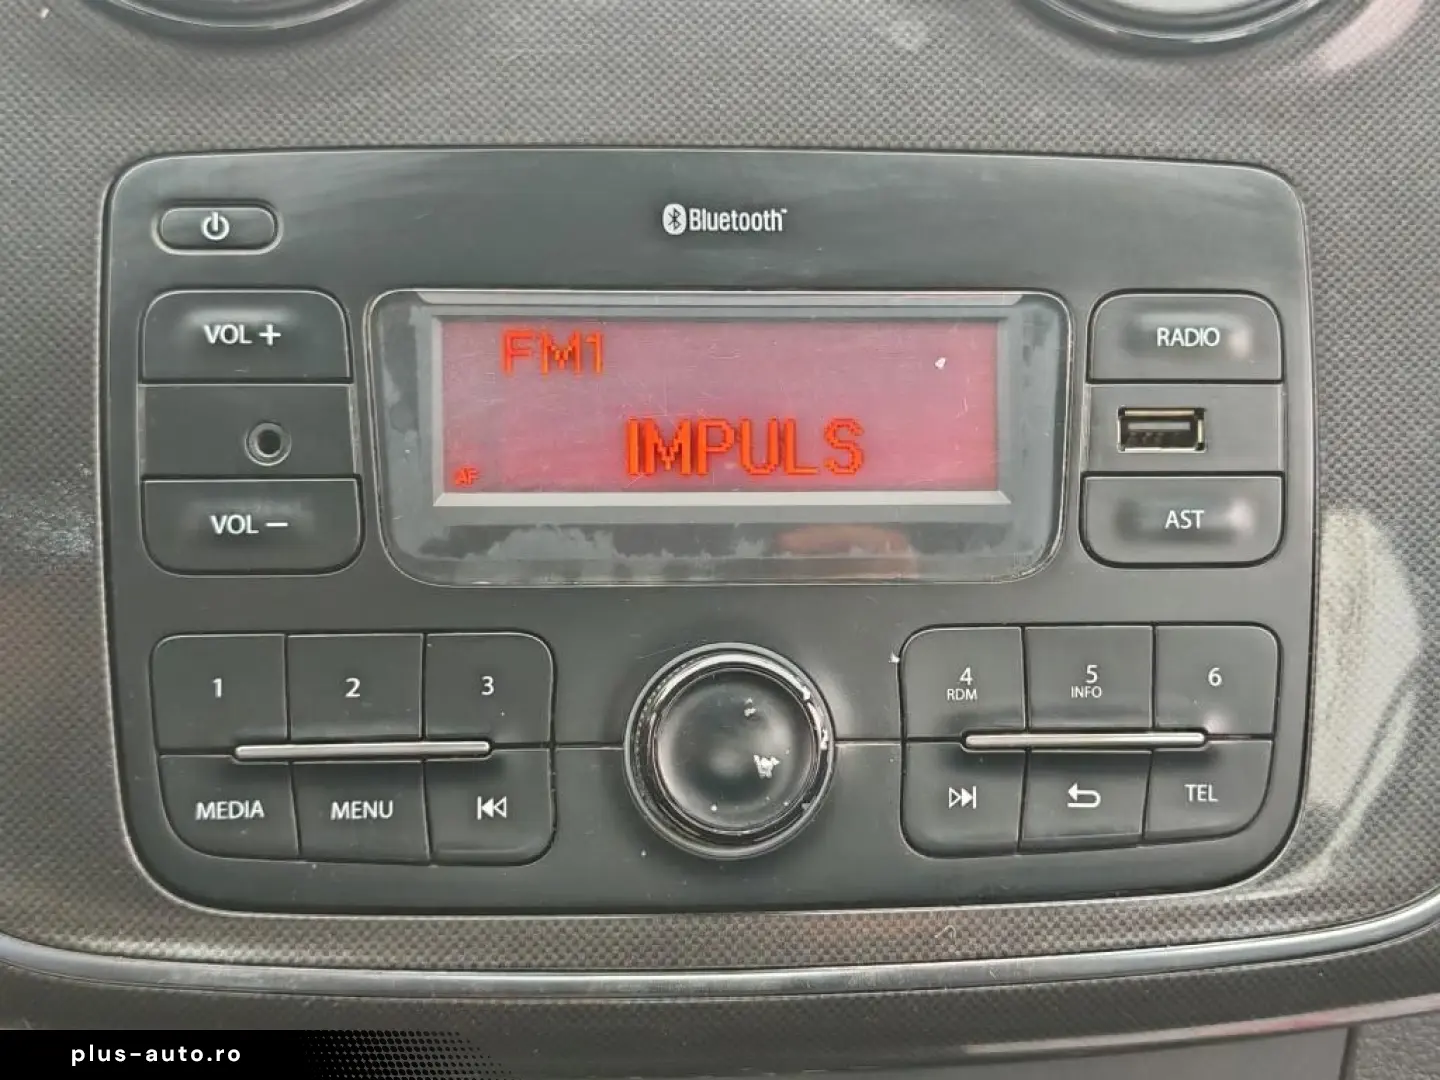 Bluetooth™
VOL +
RADIO
FM1
IMPULS
AF
VOL –
AST
1 2 3
4 5 6
RDM INFO
MEDIA MENU
TEL
plus-auto.ro